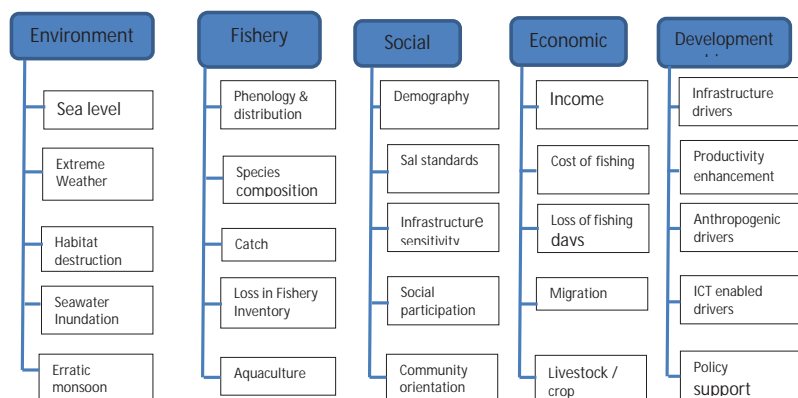 Environment
Sea level
Extreme
Weather
Habitat
destruction
Seawater
Inundation
Erratic
monsoon
Fishery
Phenology &
distribution
Species
composition
Catch
Loss in Fishery
Inventory
Aquaculture
Social
Demography
Sal standards
Infrastructure
sensitivity
Social
participation
Community
orientation
Economic
Income
Cost of fishing
Loss of fishing
days
Migration
Livestock /
crop
Development
Infrastructure
drivers
Productivity
enhancement
Anthropogenic
drivers
ICT enabled
drivers
Policy
support